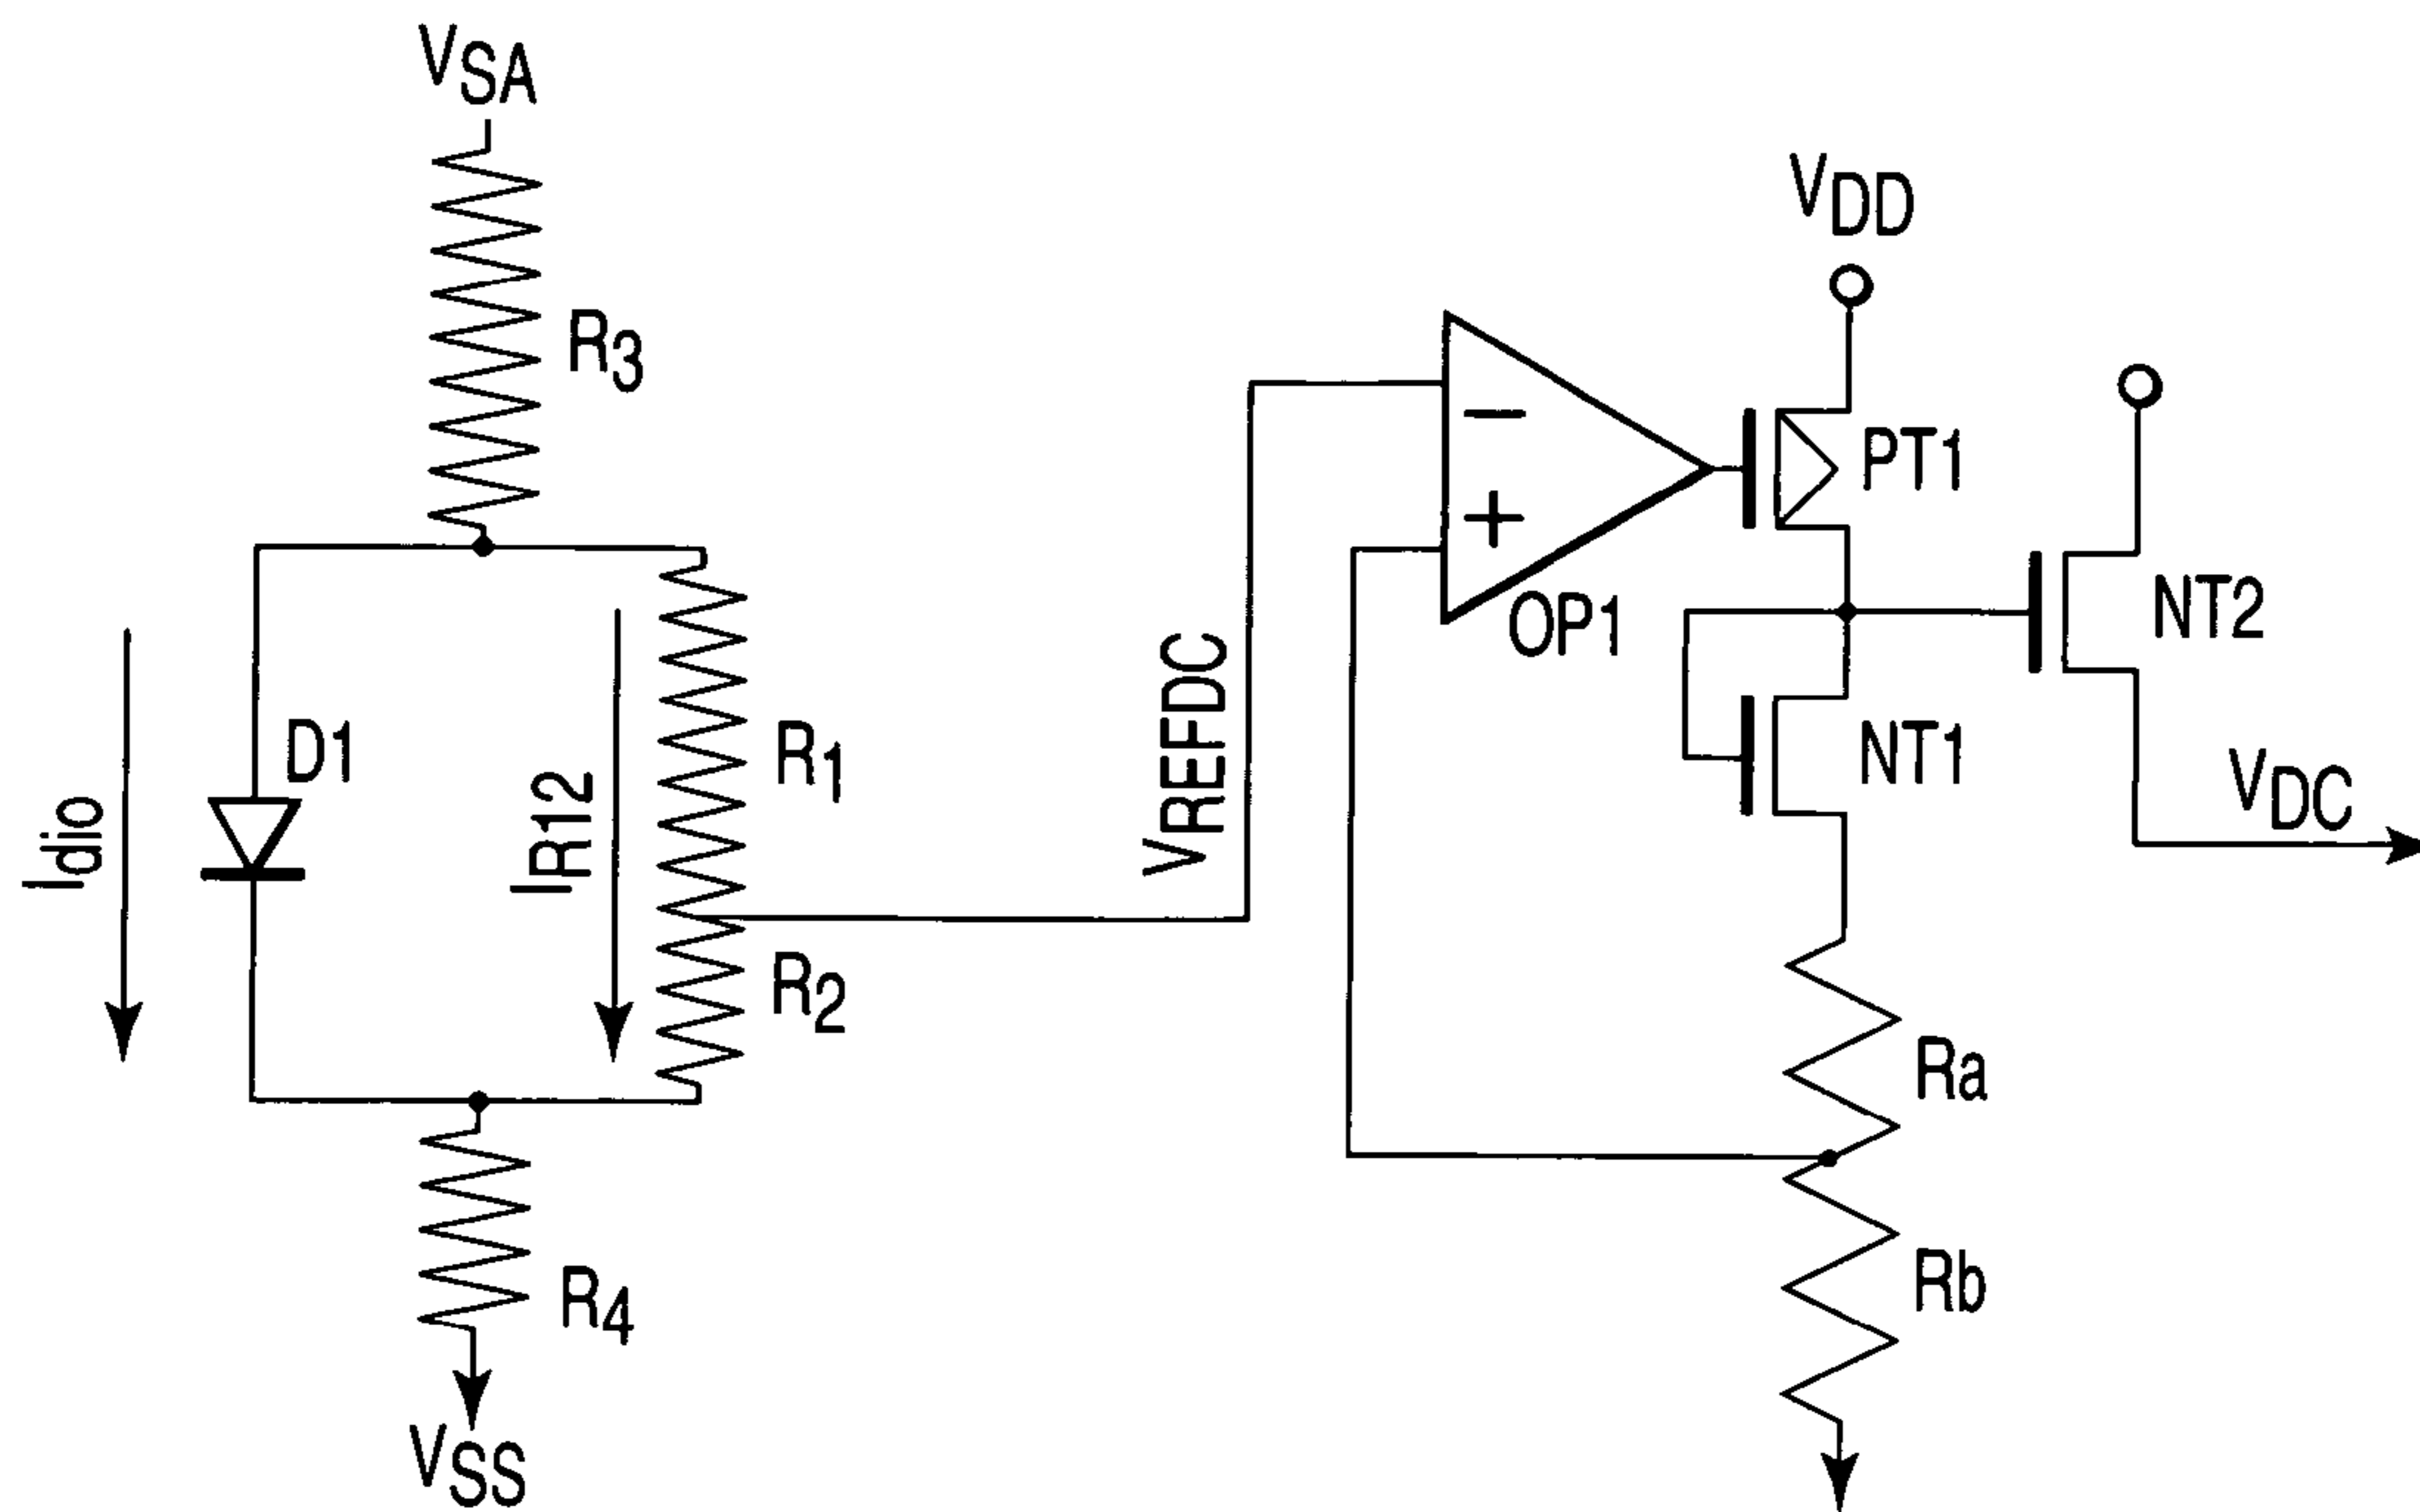 VSA
R3
D1
Idio
IR12
R1
R2
R4
VSS
VREFDC
−
+
OP1
VDD
PT1
NT1
NT2
VDC
Ra
Rb